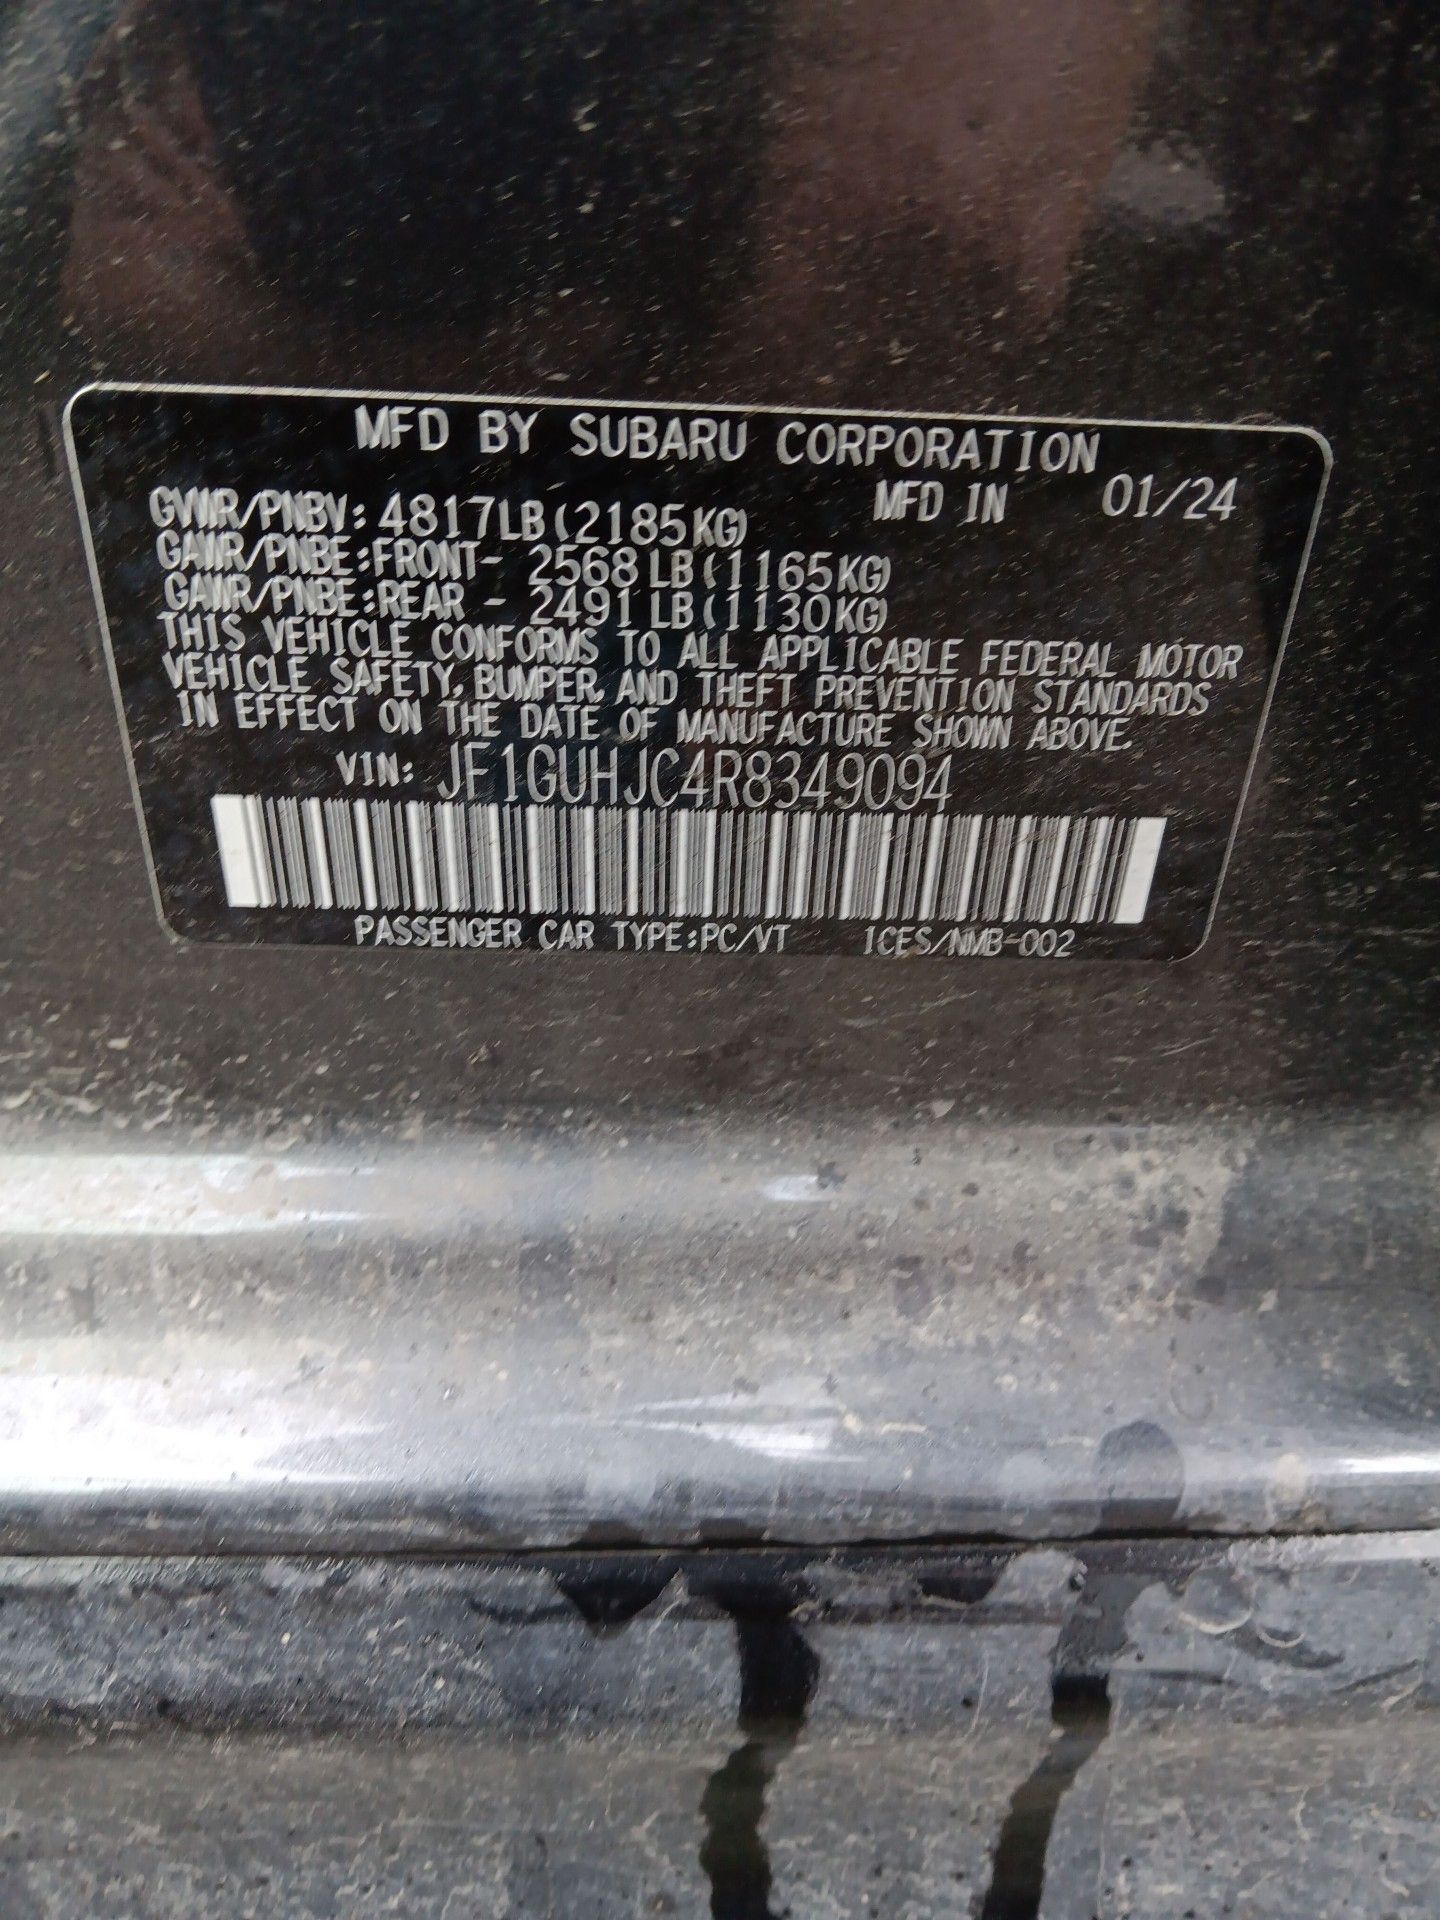 MFD BY SUBARU CORPORATION
GVWR/PNBV: 4817LB(2185KG) MFD IN 01/24
GAWR/PNBE:FRONT- 2568LB(1165KG)
GAWR/PNBE:REAR - 2491LB(1130KG)
THIS VEHICLE CONFORMS TO ALL APPLICABLE FEDERAL MOTOR
VEHICLE SAFETY, BUMPER, AND THEFT PREVENTION STANDARDS
IN EFFECT ON THE DATE OF MANUFACTURE SHOWN ABOVE.
VIN: JF1GUHJC4R8349094
PASSENGER CAR TYPE:PC/VT ICES/NMB-002